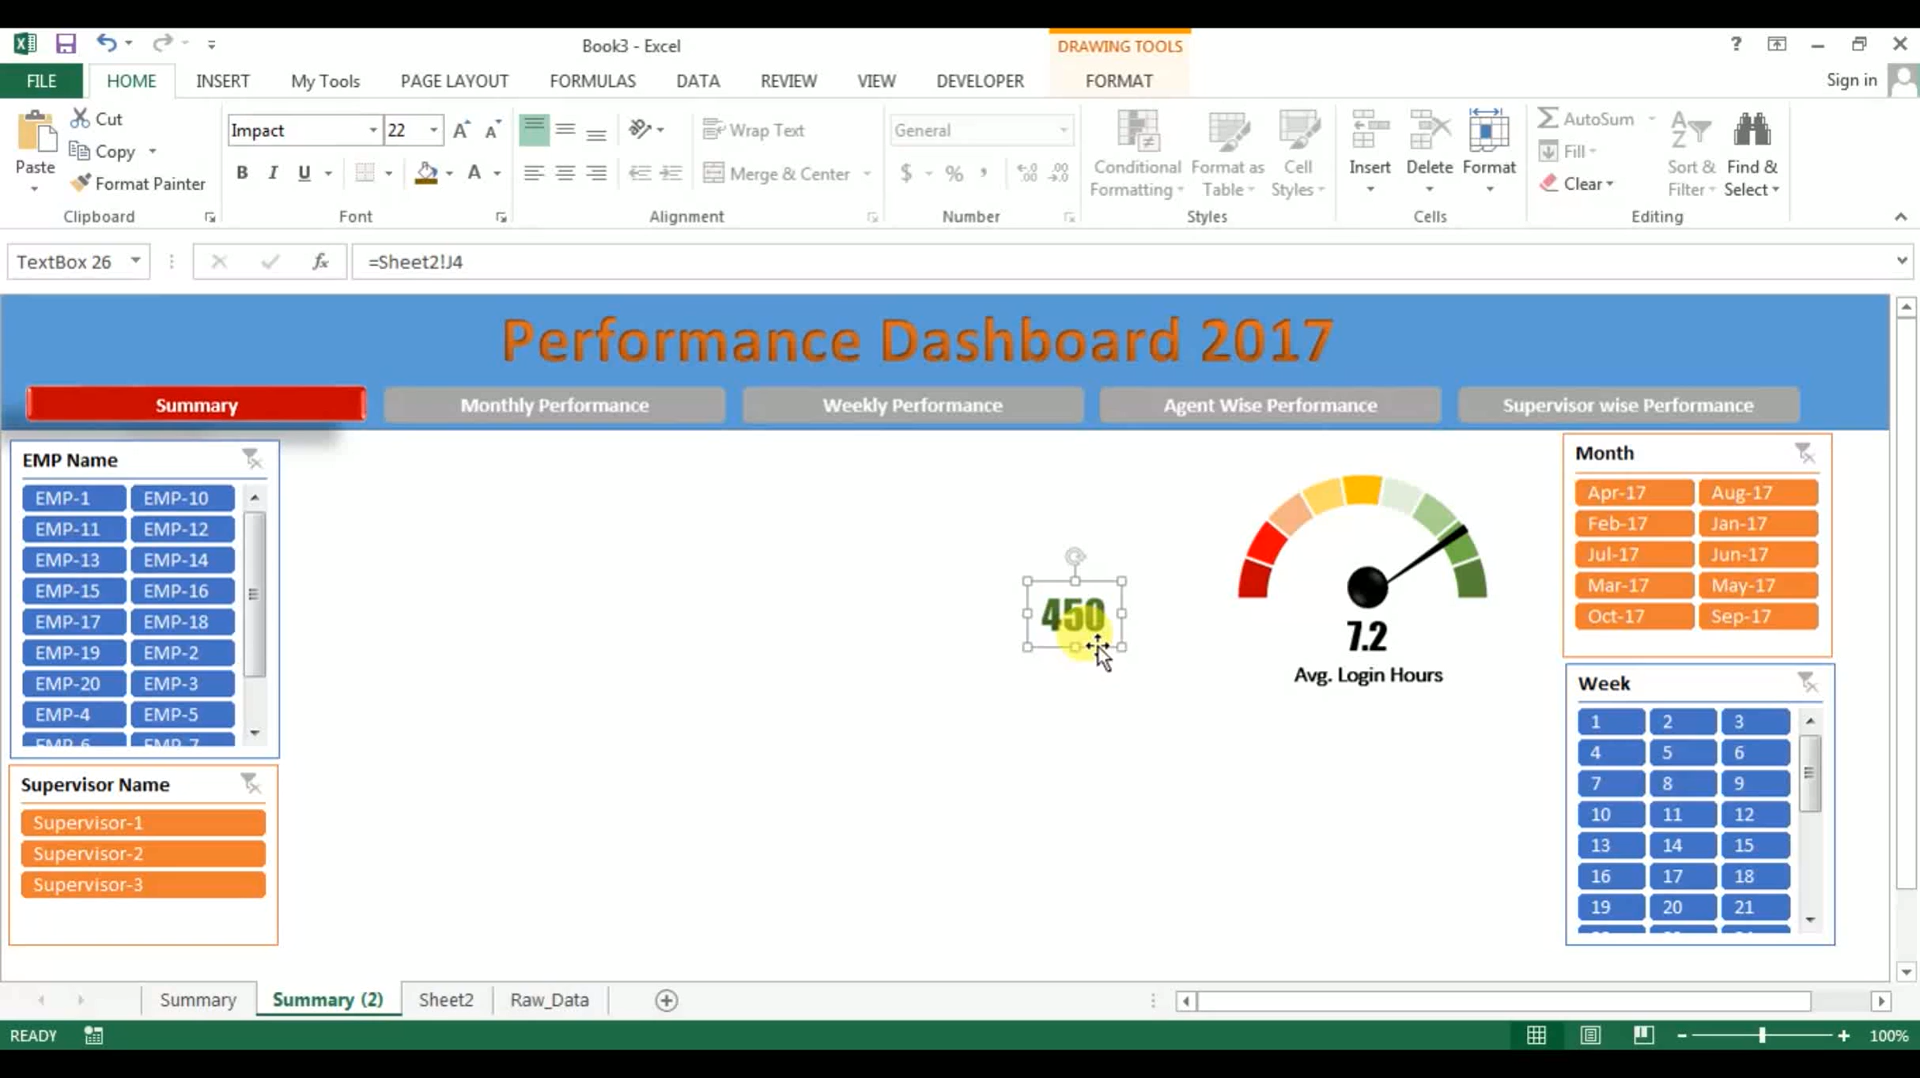 Book3 - Excel
DRAWING TOOLS
?
FILE
HOME
INSERT
My Tools
PAGE LAYOUT
FORMULAS
DATA
REVIEW
VIEW
DEVELOPER
FORMAT
Sign in
Paste
Cut
Copy
Format Painter
Clipboard
Impact
22
B I U
Font
Wrap Text
Merge & Center
Alignment
General
$ % ,
Number
Conditional Formatting
Format as Table
Cell Styles
Styles
Insert
Delete
Format
Cells
AutoSum
Fill
Clear
Sort & Filter
Find & Select
Editing
TextBox 26
fx
=Sheet2!J4
Performance Dashboard 2017
Summary
Monthly Performance
Weekly Performance
Agent Wise Performance
Supervisor wise Performance
EMP Name
EMP-1 EMP-10
EMP-11 EMP-12
EMP-13 EMP-14
EMP-15 EMP-16
EMP-17 EMP-18
EMP-19 EMP-2
EMP-20 EMP-3
EMP-4 EMP-5
EMP-6 EMP-7
Supervisor Name
Supervisor-1
Supervisor-2
Supervisor-3
450
7.2
Avg. Login Hours
Month
Apr-17 Aug-17
Feb-17 Jan-17
Jul-17 Jun-17
Mar-17 May-17
Oct-17 Sep-17
Week
1 2 3
4 5 6
7 8 9
10 11 12
13 14 15
16 17 18
19 20 21
Summary
Summary (2)
Sheet2
Raw_Data
READY
100%